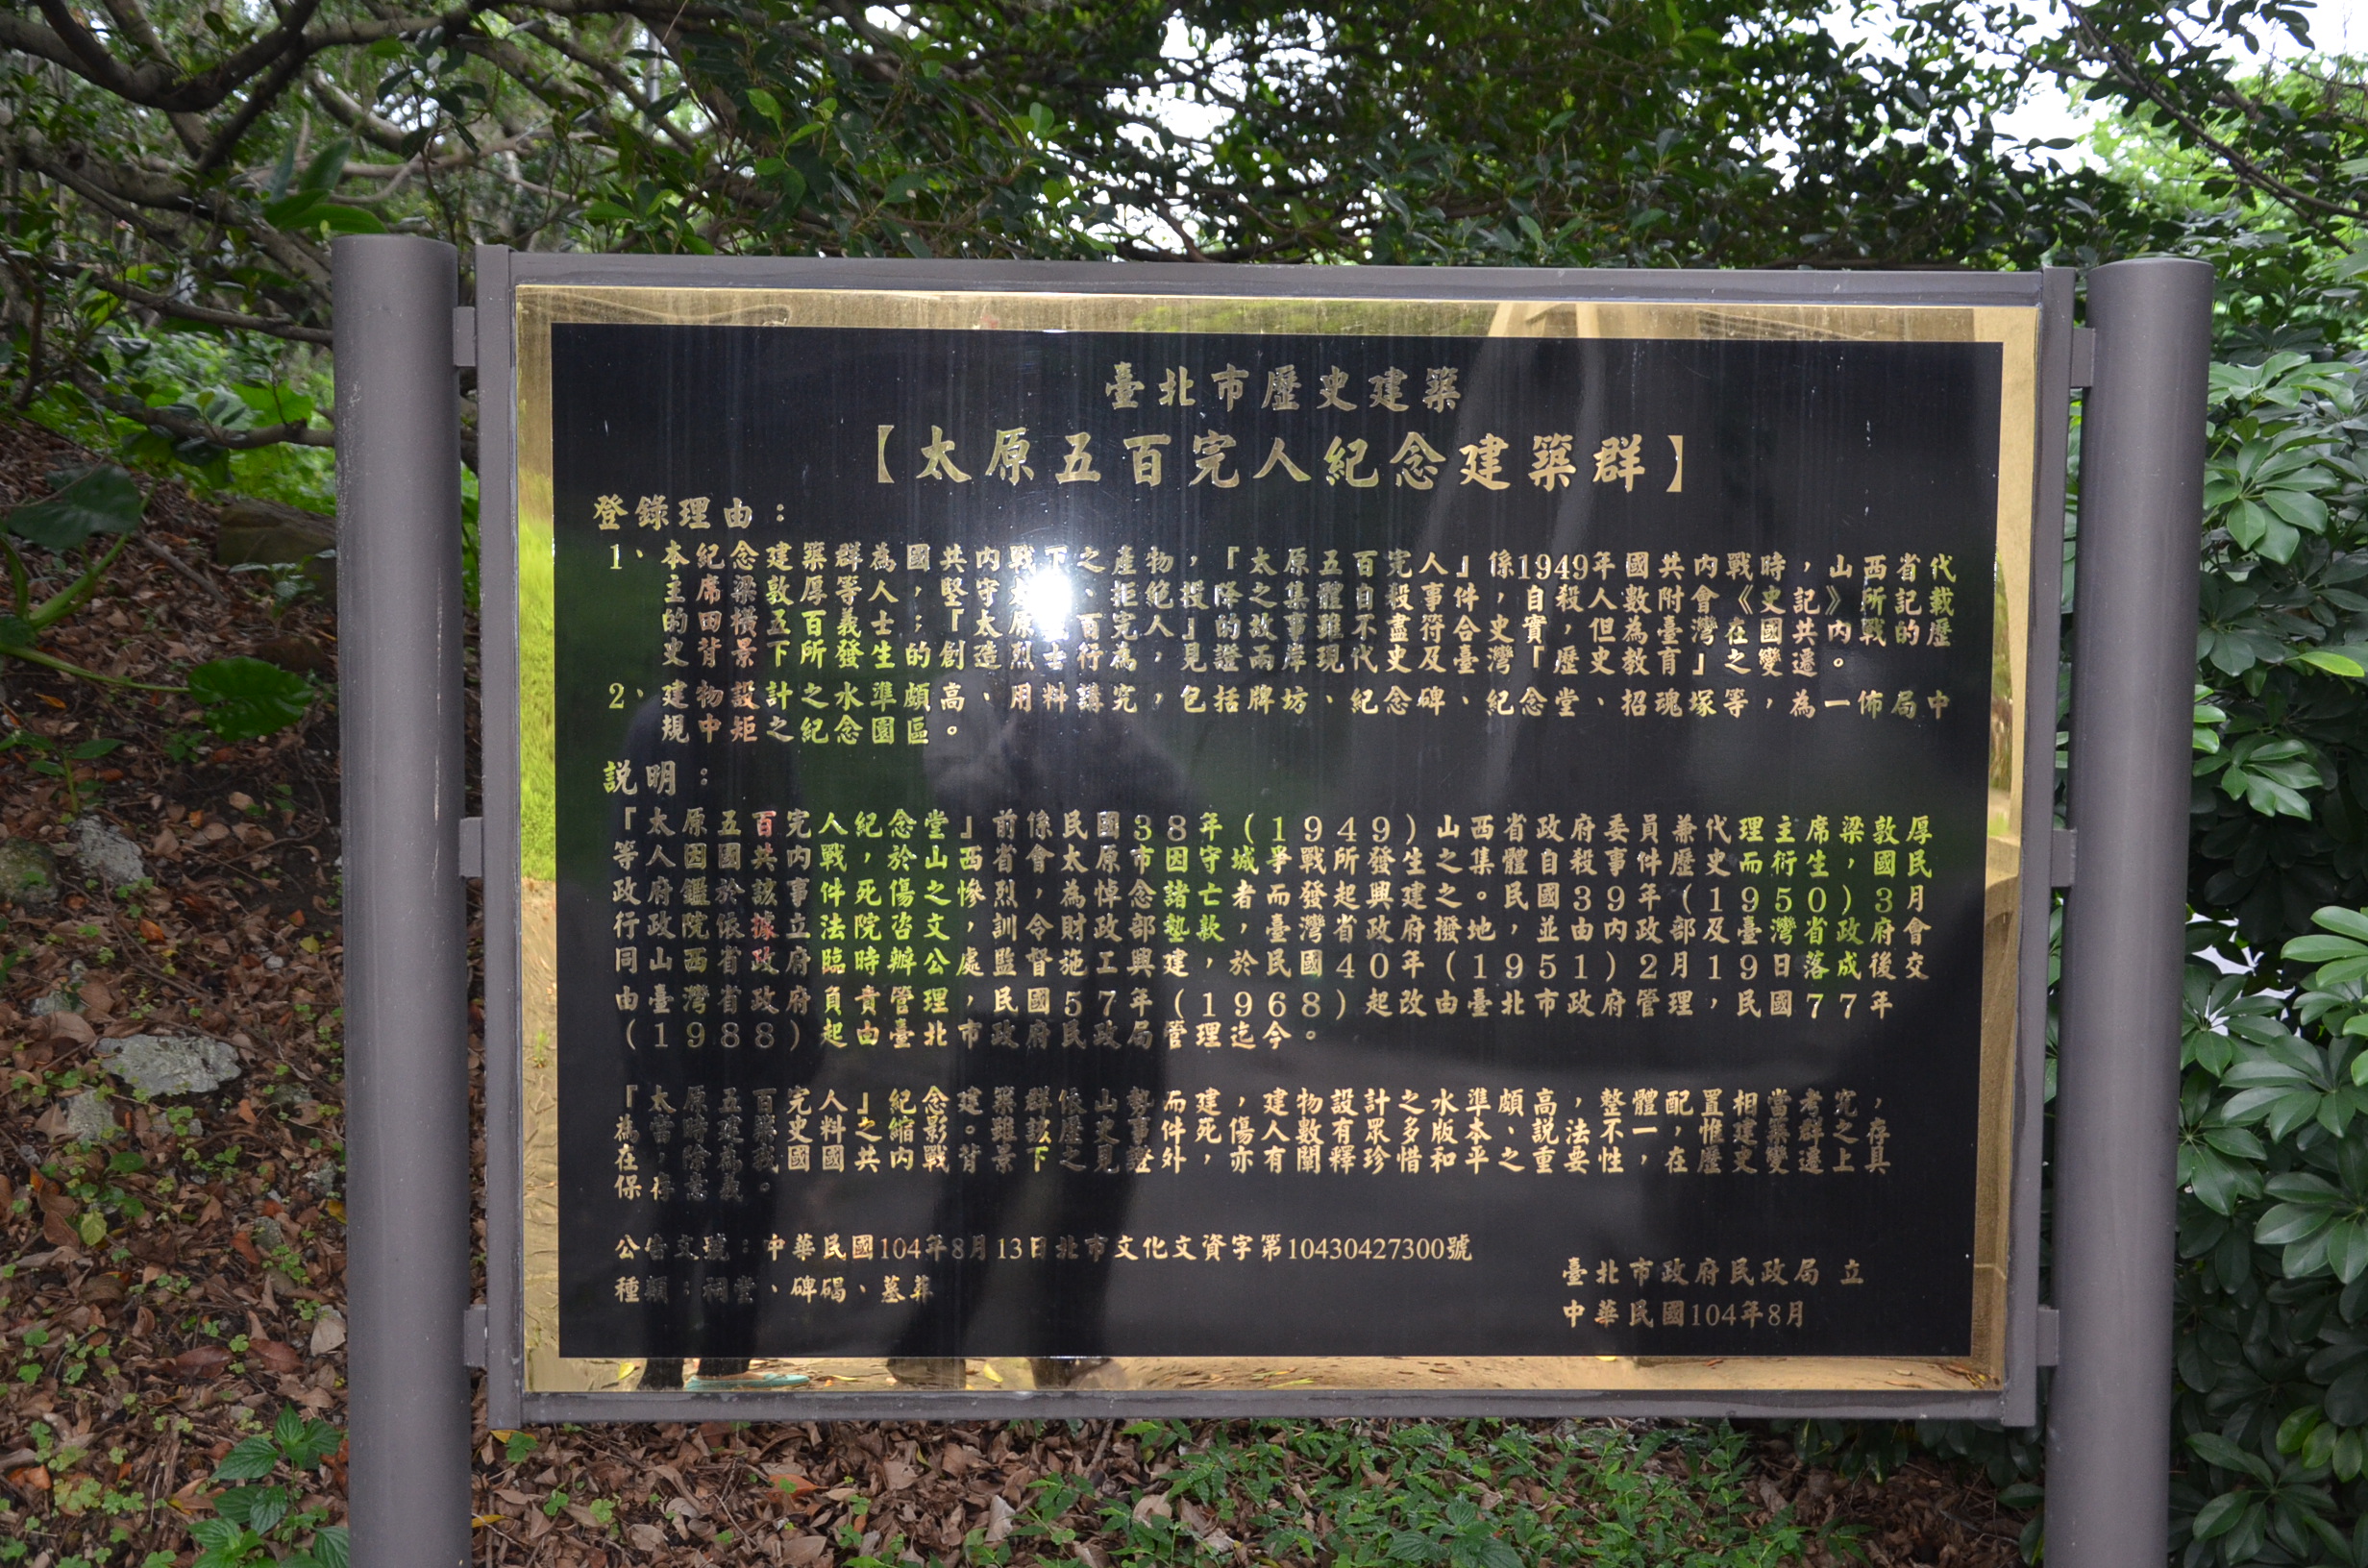 臺北市歷史建築
【太原五百完人紀念建築群】
登錄理由：
1、本紀念建築群為國共內戰下之產物，『太原五百完人』係1949年國共內戰時，山西省代
主席梁敦厚等人，堅守太、拒絕投降之集體自殺事件，自殺人數附會《史記》所記載
的田橫五百義士；「太原百完人」的故事雖不盡符合史實，但為臺灣在國共內戰的歷
史背景下所發生的創造烈士行為，見證兩岸現代史及臺灣「歷史教育」之變遷。
2、建物設計之水準頗高、用料講究，包括牌坊、紀念碑、紀念堂、招魂塚等，為一佈局中
規中矩之紀念園區。
說明：
『太原五百完人紀念堂』前係民國38年(1949)山西省政府委員兼代理主席梁敦厚
等人因國共內戰，於山西省會太原市因守城爭戰所發生之集體自殺事件歷史而衍生，國民
政府鑑於該事件死傷之慘烈，為悼念諸亡者而發起興建之。民國39年(1950)3月
行政院依據立法院咨文，訓令財政部墊款，臺灣省政府撥地，並由內政部及臺灣省政府會
同山西省政府臨時辦公處，監督施工興建，於民國40年(1951)2月19日落成後交
由臺灣省政府負責管理，民國57年(1968)起改由臺北市政府管理，民國77年
(1988)起由臺北市政府民政局管理迄今。
『太原五百完人』紀念建築群依山勢而建，建物設計之水準頗高，整體配置相當考究，
為當時建築史料之縮影。雖該歷史事件死傷人數有眾多版本、說法不一，惟建築群之存
在，除為我國國共內戰背景下之見證外，亦有闡釋珍惜和平之重要性，在歷史變遷上具
保存意義。
公告文號：中華民國104年8月13日北市文化文資字第10430427300號
種類：祠堂、碑碣、墓葬
臺北市政府民政局 立
中華民國104年8月